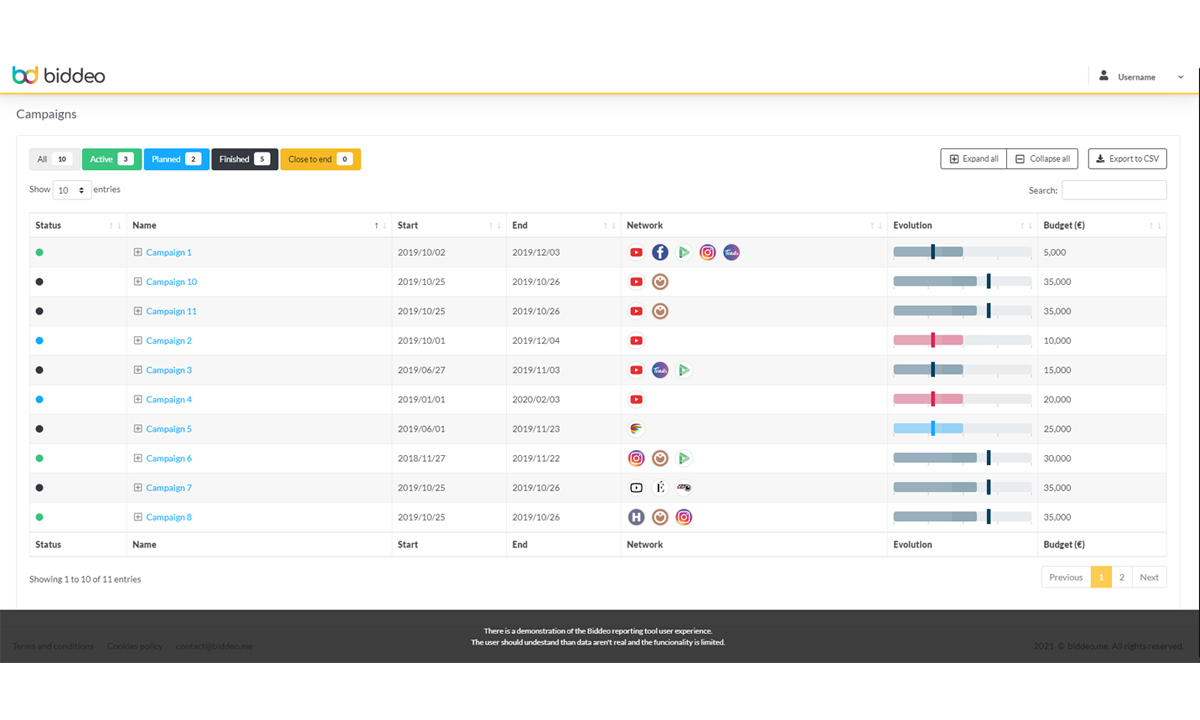 bd biddeo
Username
Campaigns
All 10 Active 3 Planned 2 Finished 5 Close to end 0
Expand all Collapse all Export to CSV
Show 10 entries
Search:
Status Name Start End Network Evolution Budget (€)
Campaign 1 2019/10/02 2019/12/03 5,000
Campaign 10 2019/10/25 2019/10/26 35,000
Campaign 11 2019/10/25 2019/10/26 35,000
Campaign 2 2019/10/01 2019/12/04 10,000
Campaign 3 2019/06/27 2019/11/03 15,000
Campaign 4 2019/01/01 2020/02/03 20,000
Campaign 5 2019/06/01 2019/11/23 25,000
Campaign 6 2018/11/27 2019/11/22 30,000
Campaign 7 2019/10/25 2019/10/26 35,000
Campaign 8 2019/10/25 2019/10/26 35,000
Status Name Start End Network Evolution Budget (€)
Showing 1 to 10 of 11 entries
Previous 1 2 Next
There is a demonstration of the Biddeo reporting tool user experience.
The user should undestand than data aren't real and the funcionality is limited.
Terms and conditions Cookies policy contact@biddeo.me
2021 © biddeo.me. All rights reserved.